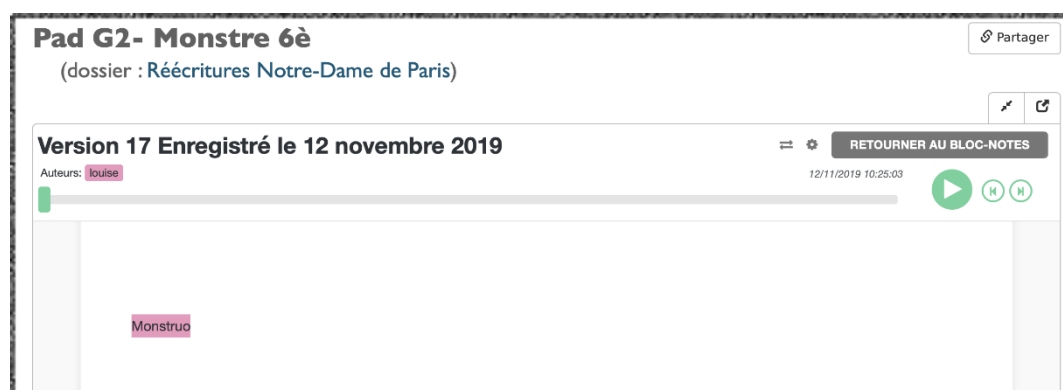 Pad G2- Monstre 6è
Partager
(dossier : Réécritures Notre-Dame de Paris)
Version 17 Enregistré le 12 novembre 2019
RETOURNER AU BLOC-NOTES
Auteurs: louise
12/11/2019 10:25:03
Monstruo